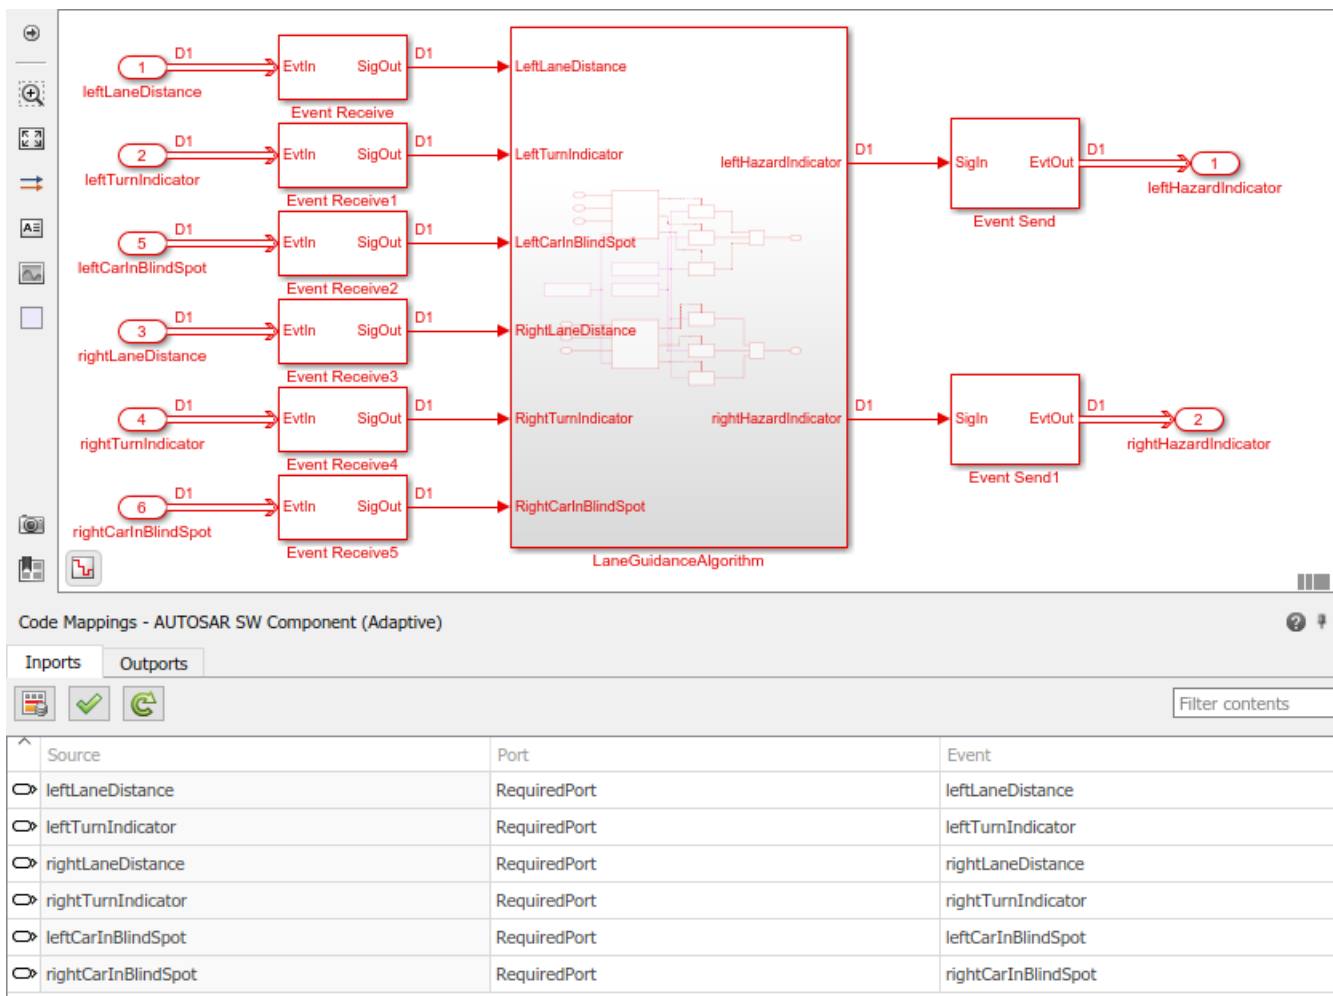 D1
1
leftLaneDistance
EvtIn SigOut
Event Receive
D1
LeftLaneDistance
D1
2
leftTurnIndicator
EvtIn SigOut
Event Receive1
D1
LeftTurnIndicator
D1
5
leftCarInBlindSpot
EvtIn SigOut
Event Receive2
D1
LeftCarInBlindSpot
D1
3
rightLaneDistance
EvtIn SigOut
Event Receive3
D1
RightLaneDistance
D1
4
rightTurnIndicator
EvtIn SigOut
Event Receive4
D1
RightTurnIndicator
D1
6
rightCarInBlindSpot
EvtIn SigOut
Event Receive5
D1
RightCarInBlindSpot
LaneGuidanceAlgorithm
leftHazardIndicator
D1
SigIn EvtOut
Event Send
D1
1
leftHazardIndicator
rightHazardIndicator
D1
SigIn EvtOut
Event Send1
D1
2
rightHazardIndicator
Code Mappings - AUTOSAR SW Component (Adaptive)
Inports Outports
Filter contents
Source Port Event
leftLaneDistance RequiredPort leftLaneDistance
leftTurnIndicator RequiredPort leftTurnIndicator
rightLaneDistance RequiredPort rightLaneDistance
rightTurnIndicator RequiredPort rightTurnIndicator
leftCarInBlindSpot RequiredPort leftCarInBlindSpot
rightCarInBlindSpot RequiredPort rightCarInBlindSpot